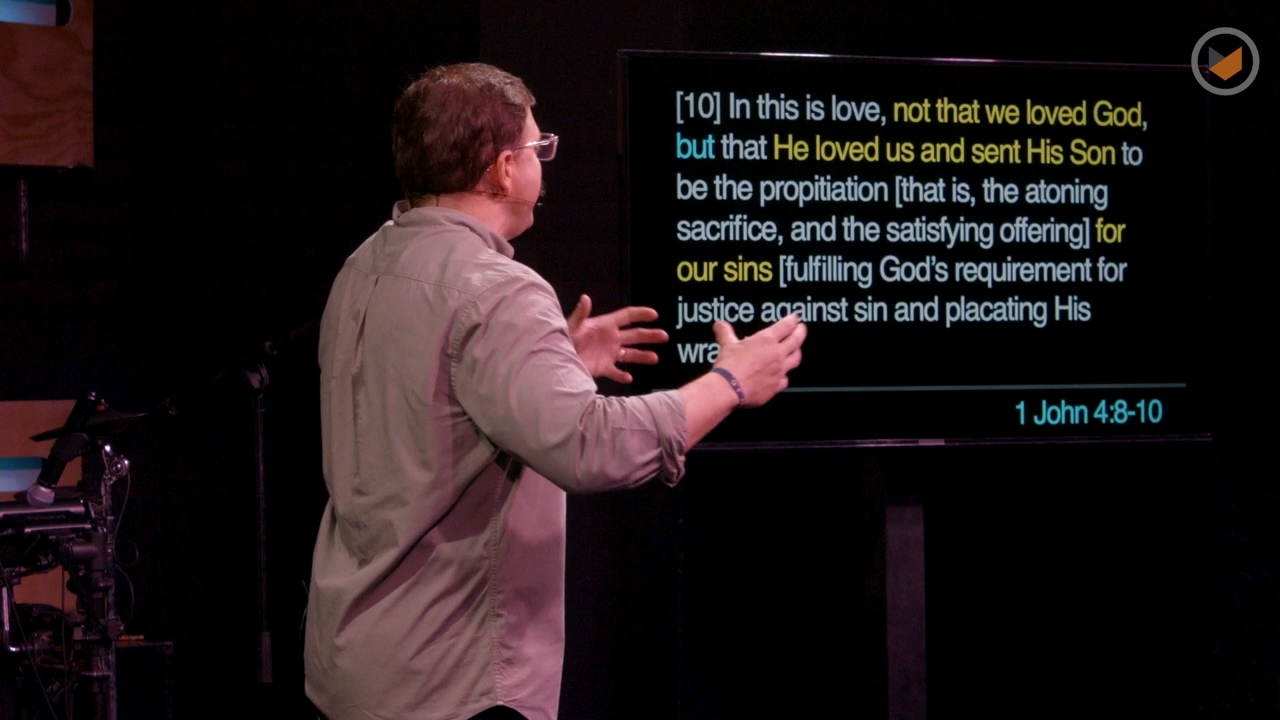 [10] In this is love, not that we loved God,
but that He loved us and sent His Son to
be the propitiation [that is, the atoning
sacrifice, and the satisfying offering] for
our sins [fulfilling God's requirement for
justice against sin and placating His
1 John 4:8-10